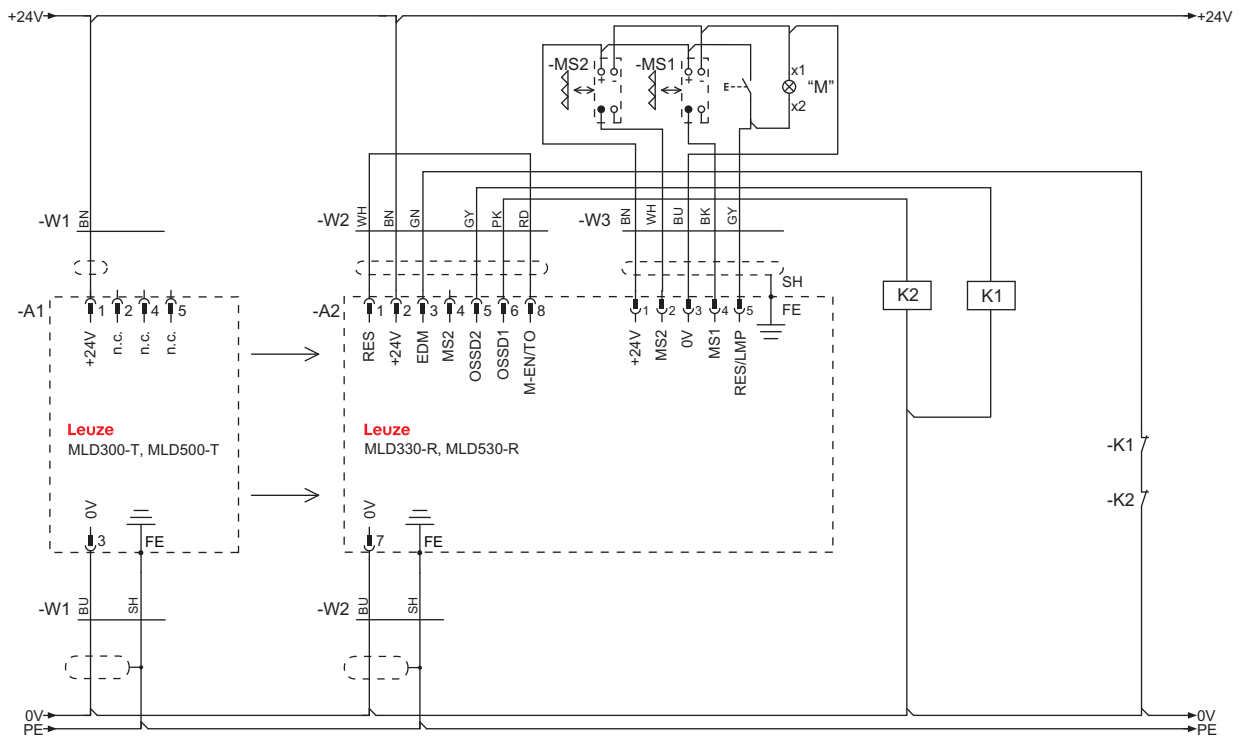 +24V
+24V
-MS2
+
-
-MS1
+
-
E
x1
x2
“M”
-W1
BN
-W2
WH
BN
GN
GY
PK
RD
-W3
BN
WH
BU
BK
GY
SH
FE
K2
K1
-A1
1
2
4
5
+24V
n.c.
n.c.
n.c.
-A2
1
2
3
4
5
6
8
RES
+24V
EDM
MS2
OSSD2
OSSD1
M-EN/TO
1
2
3
4
5
+24V
MS2
0V
MS1
RES/LMP
Leuze
MLD300-T, MLD500-T
Leuze
MLD330-R, MLD530-R
-K1
-K2
0V
3
FE
0V
7
FE
-W1
BU
SH
-W2
BU
SH
0V
PE
0V
PE